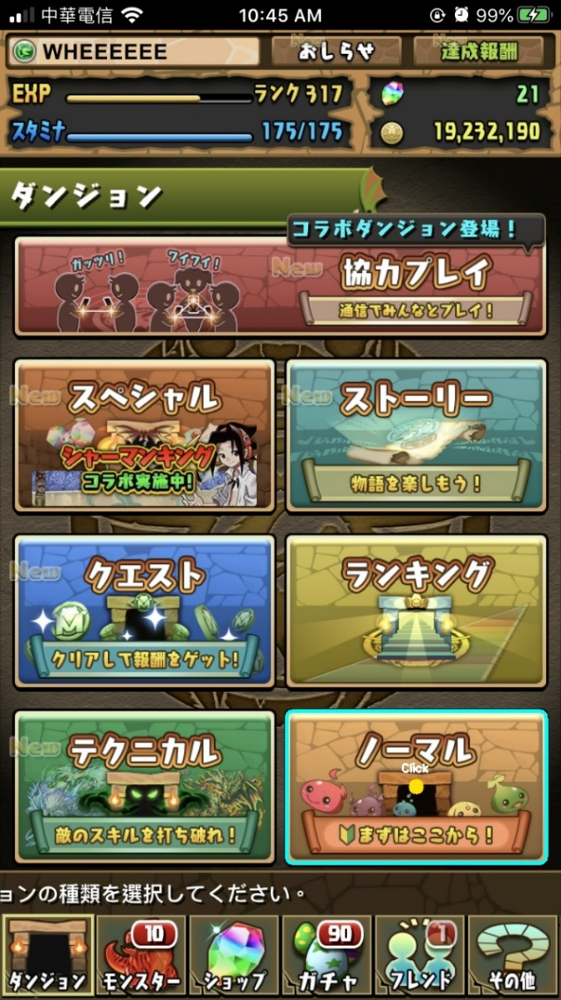 中華電信 10:45 AM 99%
WHEEEEEE おしらせ 達成報酬
EXP ランク 317 21
スタミナ 175/175 19,232,190
ダンジョン
コラボダンジョン登場！
ガッツリ！ ワイワイ！ New 協力プレイ
通信でみんなとプレイ！
New スペシャル
シャーマンキング
コラボ実施中!
New ストーリー
物語を楽しもう！
New クエスト
クリアして報酬をゲット!
ランキング
New テクニカル
敵のスキルを打ち破れ！
ノーマル
Click
まずはここから！
ョンの種類を選択してください。
10 90 1
ダンジョン モンスター ショップ ガチャ フレンド その他